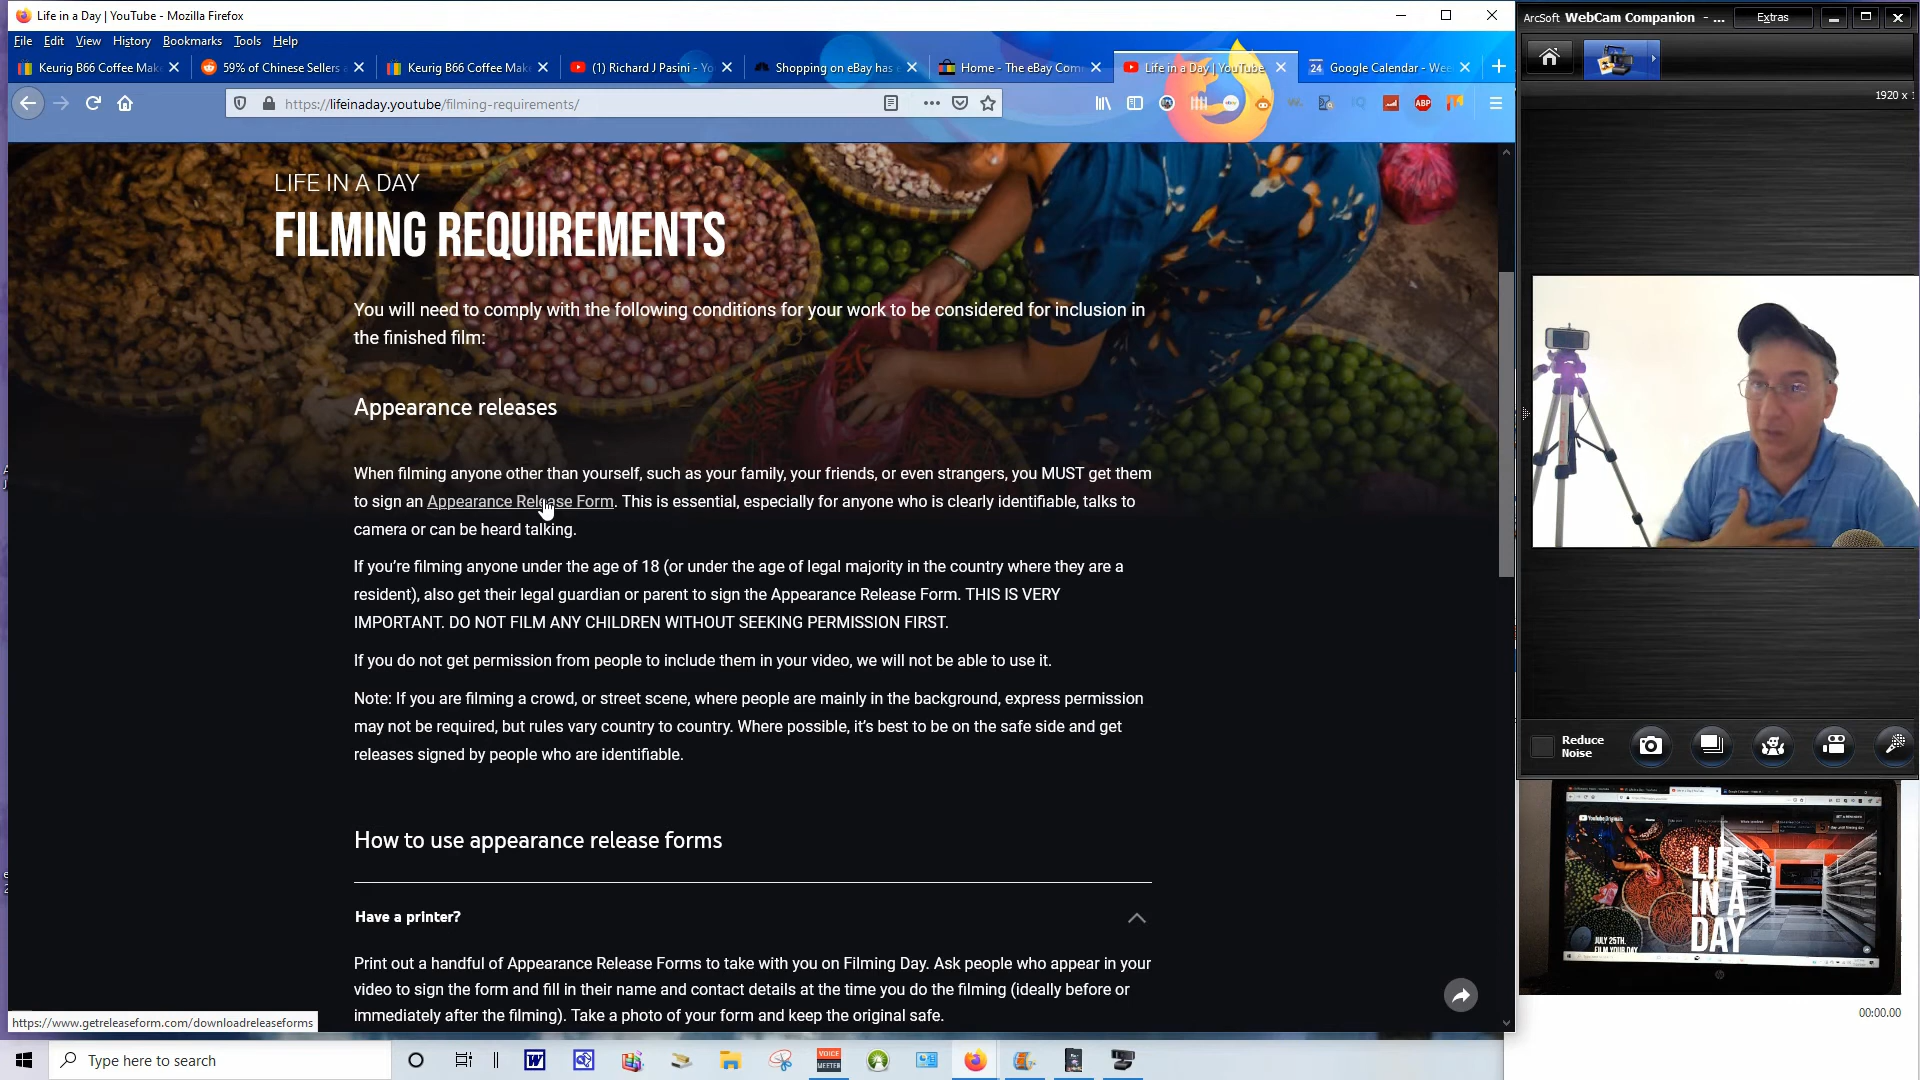 Life in a Day | YouTube - Mozilla Firefox
File Edit View History Bookmarks Tools Help
Keurig B66 Coffee Mak
59% of Chinese Sellers a
Keurig B66 Coffee Mak
(1) Richard J Pasini - Yo
Shopping on eBay has
Home - The eBay Com
Life in a Day | YouTube
24 Google Calendar - Wee
https://lifeinaday.youtube/filming-requirements/
ABP
LIFE IN A DAY
FILMING REQUIREMENTS
You will need to comply with the following conditions for your work to be considered for inclusion in
the finished film:
Appearance releases
When filming anyone other than yourself, such as your family, your friends, or even strangers, you MUST get them
to sign an Appearance Release Form. This is essential, especially for anyone who is clearly identifiable, talks to
camera or can be heard talking.
If you’re filming anyone under the age of 18 (or under the age of legal majority in the country where they are a
resident), also get their legal guardian or parent to sign the Appearance Release Form. THIS IS VERY
IMPORTANT. DO NOT FILM ANY CHILDREN WITHOUT SEEKING PERMISSION FIRST.
If you do not get permission from people to include them in your video, we will not be able to use it.
Note: If you are filming a crowd, or street scene, where people are mainly in the background, express permission
may not be required, but rules vary country to country. Where possible, it’s best to be on the safe side and get
releases signed by people who are identifiable.
How to use appearance release forms
Have a printer?
Print out a handful of Appearance Release Forms to take with you on Filming Day. Ask people who appear in your
video to sign the form and fill in their name and contact details at the time you do the filming (ideally before or
immediately after the filming). Take a photo of your form and keep the original safe.
https://www.getreleaseform.com/downloadreleaseforms
Type here to search
W
VOICE
MEETER
ArcSoft WebCam Companion - ...
Extras
1920 x
Reduce
Noise
LIFE
IN A
DAY
JULY 25TH.
FILM YOUR DAY
00:00.00